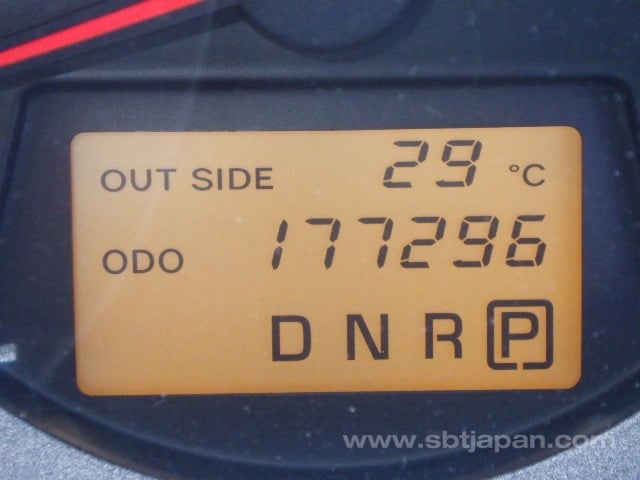 OUT SIDE 29 °C
ODO 177296
D N R P
www.sbtjapan.com